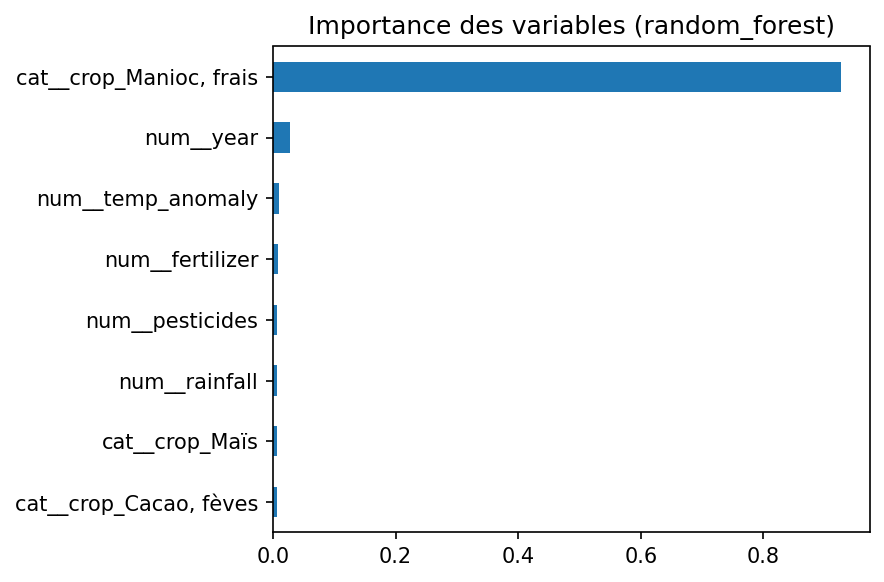 Importance des variables (random_forest)
cat__crop_Manioc, frais
num__year
num__temp_anomaly
num__fertilizer
num__pesticides
num__rainfall
cat__crop_Maïs
cat__crop_Cacao, fèves
0.0 0.2 0.4 0.6 0.8